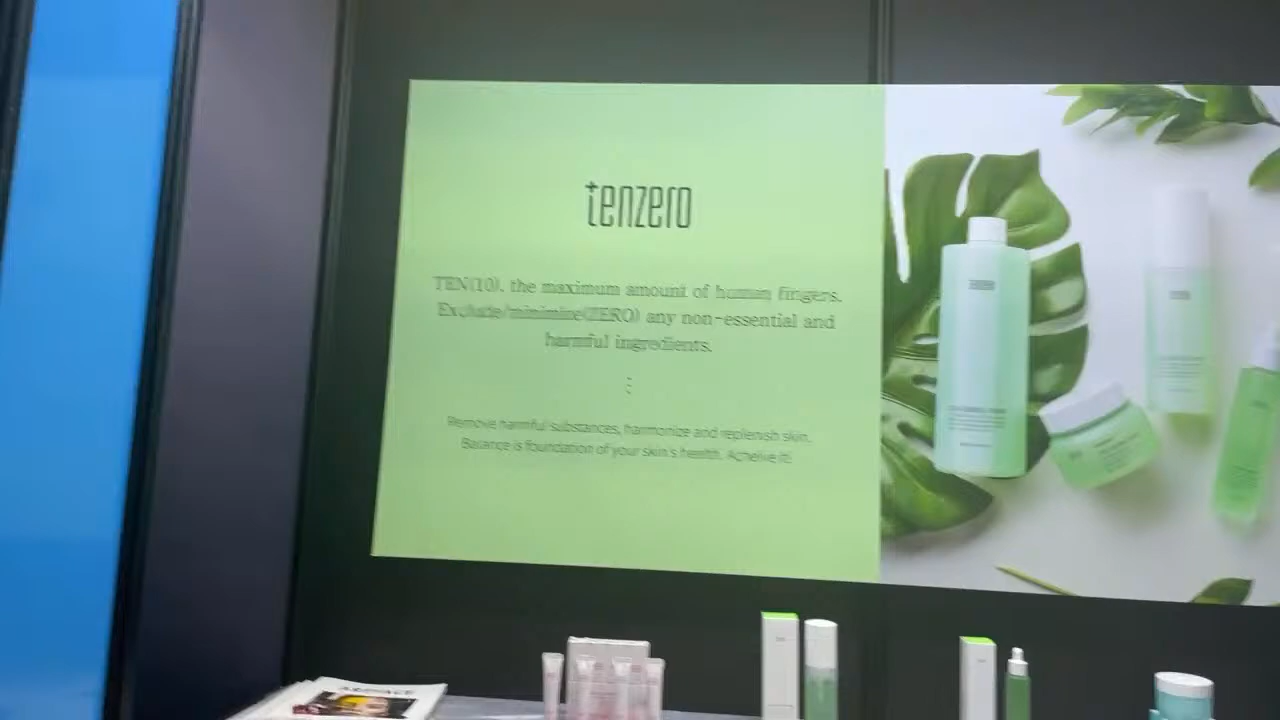 tenzero
TEN(10), the maximum amount of human fingers.
Exclude/minimize(ZERO) any non-essential and
harmful ingredients.
Remove harmful substances, harmonize and replenish skin.
Balance is foundation of your skin's health. Acheive it!